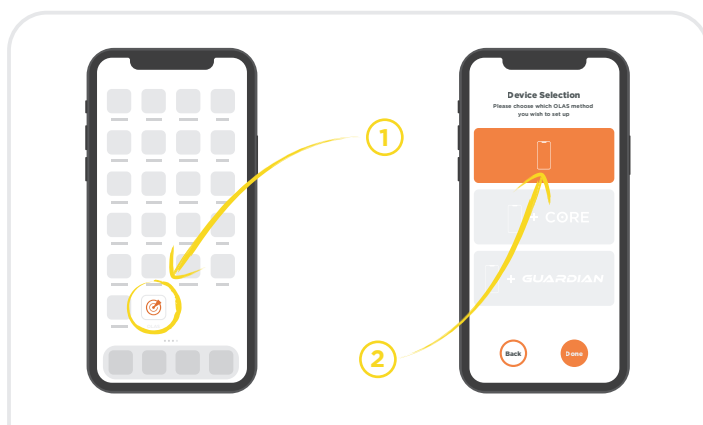 1
Device Selection
Please choose which OLAS method
you wish to set up
+ CORE
+ GUARDIAN
2
Back
Done